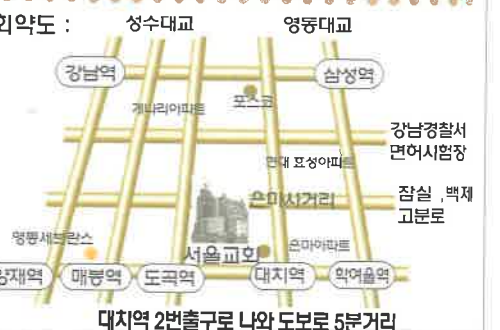 회약도 :
성수대교
영동대교
강남역
삼성역
개나리아파트
포스코
강남경찰서
면허시험장
현대 효성아파트
은마사거리
잠실 ,백제
고분로
영동세브란스
서울교회
은마아파트
양재역
매봉역
도곡역
대치역
학여울역
대치역 2번출구로 나와 도보로 5분거리